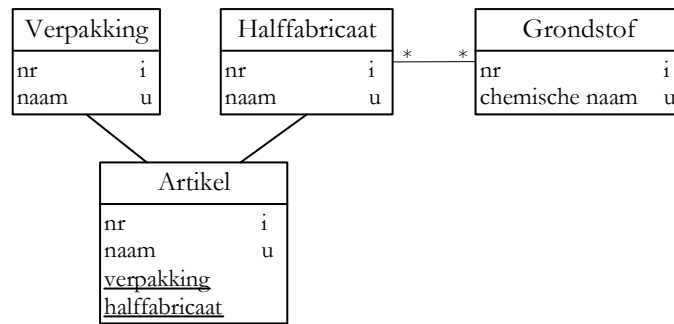 Verpakking
nr i
naam u
Halffabricaat
nr i
naam u
* *
Grondstof
nr i
chemische naam u
Artikel
nr i
naam u
verpakking
halffabricaat